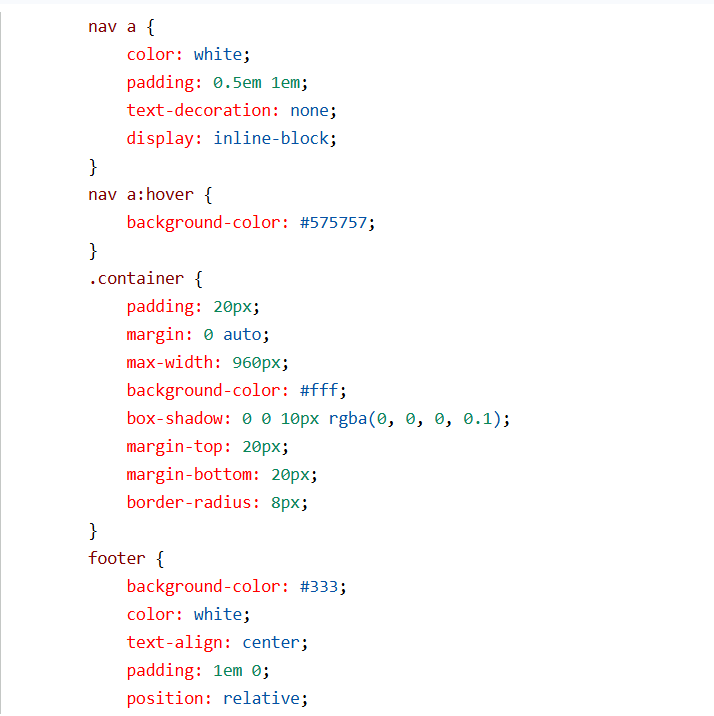 nav a {
color: white;
padding: 0.5em 1em;
text-decoration: none;
display: inline-block;
}
nav a:hover {
background-color: #575757;
}
.container {
padding: 20px;
margin: 0 auto;
max-width: 960px;
background-color: #fff;
box-shadow: 0 0 10px rgba(0, 0, 0, 0.1);
margin-top: 20px;
margin-bottom: 20px;
border-radius: 8px;
}
footer {
background-color: #333;
color: white;
text-align: center;
padding: 1em 0;
position: relative;